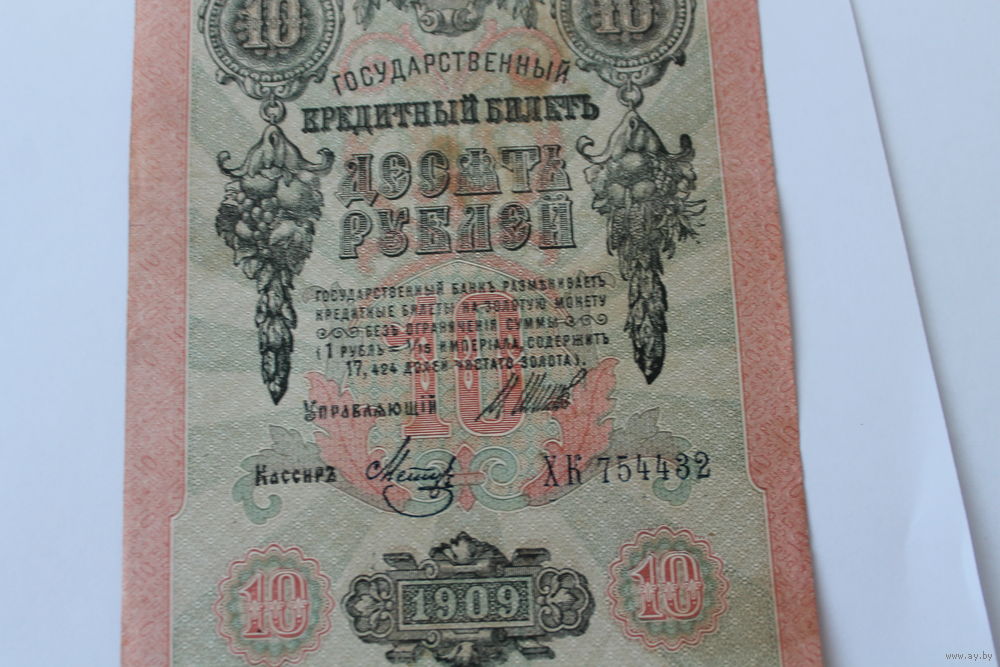 10 10
ГОСУДАРСТВЕННЫЙ
КРЕДИТНЫЙ БИЛЕТЪ
ДЕСЯТЬ
РУБЛЕЙ
ГОСУДАРСТВЕННЫЙ БАНКЪ РАЗМѢНИВАЕТЪ
КРЕДИТНЫЕ БИЛЕТЫ НА ЗОЛОТУЮ МОНЕТУ
БЕЗЪ ОГРАНИЧЕНІЯ СУММЫ
(1 РУБЛЬ = 1/15 ИМПЕРІАЛА, СОДЕРЖИТЪ
17,424 ДОЛЕЙ ЧИСТАГО ЗОЛОТА).
10
УПРАВЛЯЮЩІЙ
КАССИРЪ
ХК 754432
10 1909 10
www.ay.by